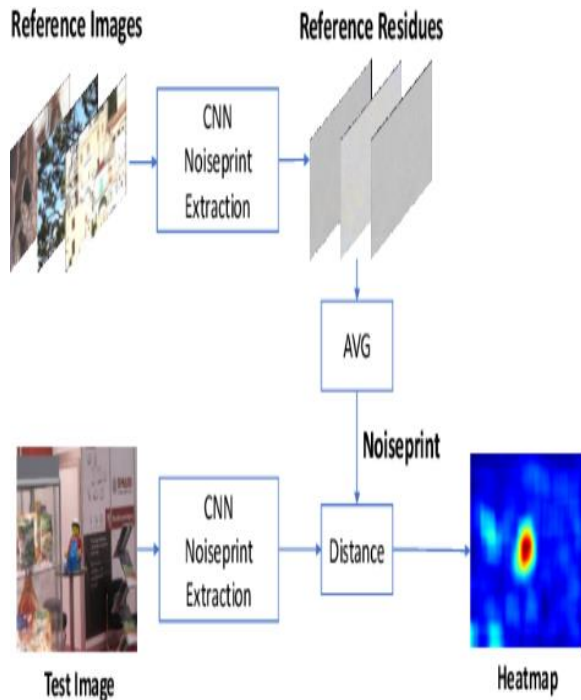 Reference Images
Reference Residues
CNN
Noiseprint
Extraction
AVG
Noiseprint
CNN
Noiseprint
Extraction
Distance
Test Image
Heatmap